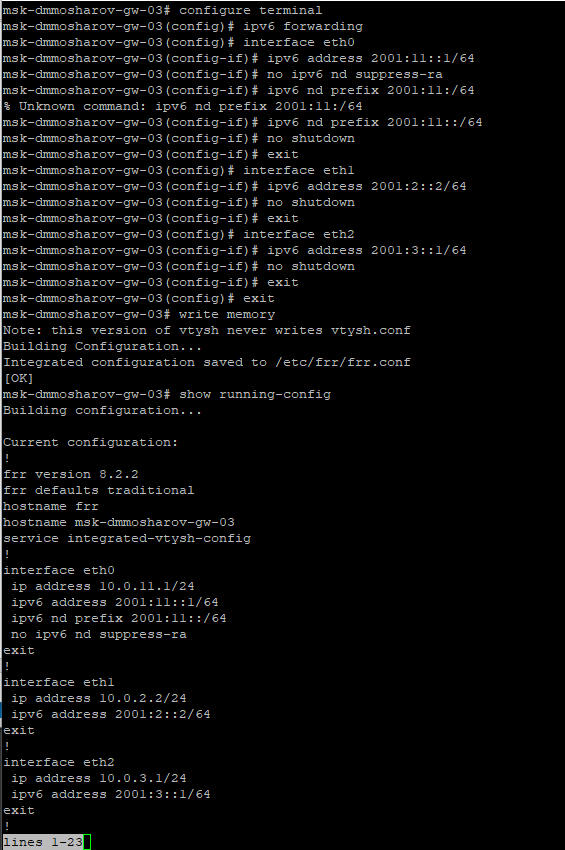 msk-dmmosharov-gw-03# configure terminal
msk-dmmosharov-gw-03(config)# ipv6 forwarding
msk-dmmosharov-gw-03(config)# interface eth0
msk-dmmosharov-gw-03(config-if)# ipv6 address 2001:11::1/64
msk-dmmosharov-gw-03(config-if)# no ipv6 nd suppress-ra
msk-dmmosharov-gw-03(config-if)# ipv6 nd prefix 2001:11:/64
% Unknown command: ipv6 nd prefix 2001:11:/64
msk-dmmosharov-gw-03(config-if)# ipv6 nd prefix 2001:11::/64
msk-dmmosharov-gw-03(config-if)# no shutdown
msk-dmmosharov-gw-03(config-if)# exit
msk-dmmosharov-gw-03(config)# interface eth1
msk-dmmosharov-gw-03(config-if)# ipv6 address 2001:2::2/64
msk-dmmosharov-gw-03(config-if)# no shutdown
msk-dmmosharov-gw-03(config-if)# exit
msk-dmmosharov-gw-03(config)# interface eth2
msk-dmmosharov-gw-03(config-if)# ipv6 address 2001:3::1/64
msk-dmmosharov-gw-03(config-if)# no shutdown
msk-dmmosharov-gw-03(config-if)# exit
msk-dmmosharov-gw-03(config)# exit
msk-dmmosharov-gw-03# write memory
Note: this version of vtysh never writes vtysh.conf
Building Configuration...
Integrated configuration saved to /etc/frr/frr.conf
[OK]
msk-dmmosharov-gw-03# show running-config
Building configuration...

Current configuration:
!
frr version 8.2.2
frr defaults traditional
hostname frr
hostname msk-dmmosharov-gw-03
service integrated-vtysh-config
!
interface eth0
 ip address 10.0.11.1/24
 ipv6 address 2001:11::1/64
 ipv6 nd prefix 2001:11::/64
 no ipv6 nd suppress-ra
exit
!
interface eth1
 ip address 10.0.2.2/24
 ipv6 address 2001:2::2/64
exit
!
interface eth2
 ip address 10.0.3.1/24
 ipv6 address 2001:3::1/64
exit
!
lines 1-23